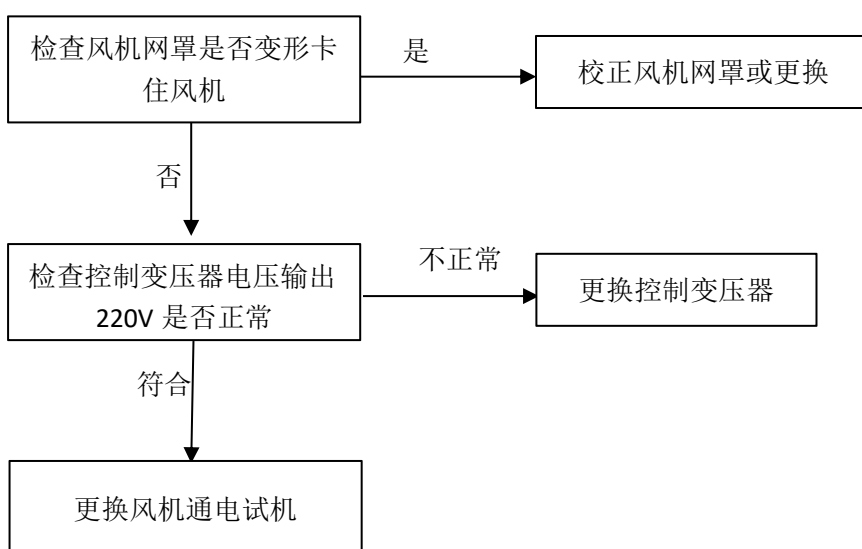 检查风机网罩是否变形卡
住风机
是
校正风机网罩或更换
否
检查控制变压器电压输出
220V 是否正常
不正常
更换控制变压器
符合
更换风机通电试机